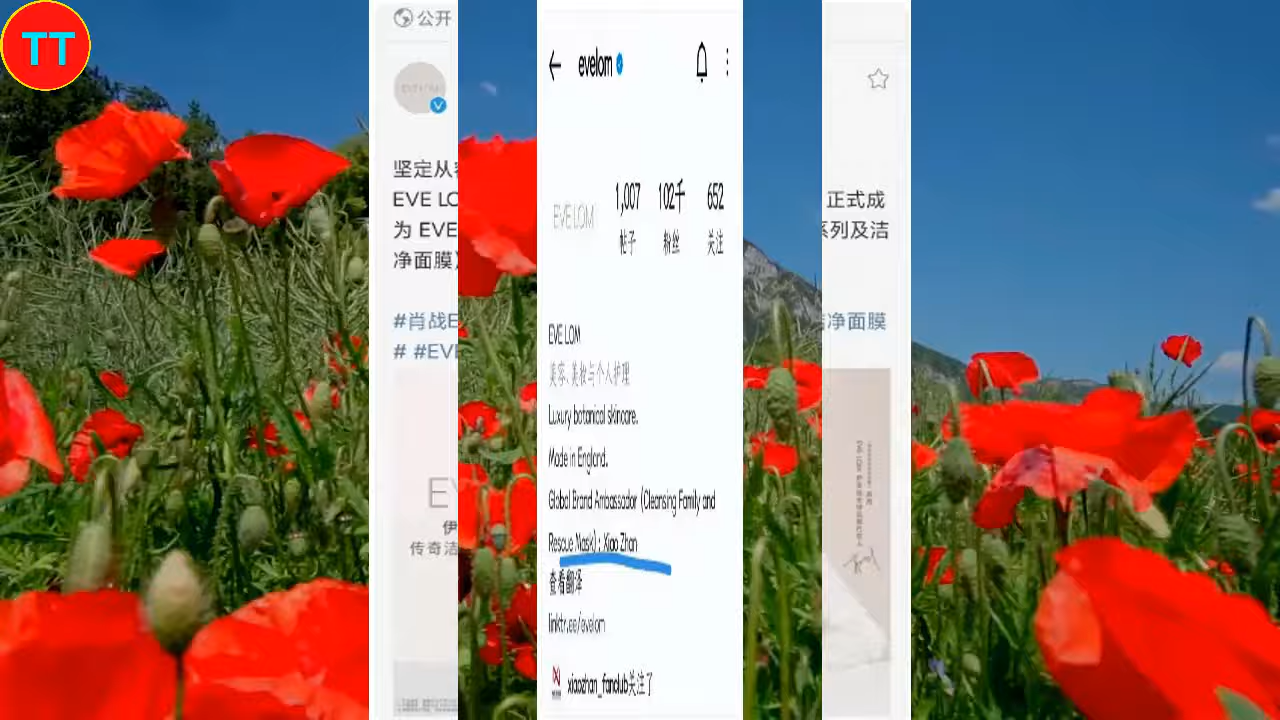 TT
公开
坚定从容
EVE LO
为 EVE
净面膜)
#肖战E
# #EVE
EV
伊
传奇洁
evelom
1,007 102千 652
帖子 粉丝 关注
EVE LOM
EVE LOM
美容、美妆与个人护理
Luxury botanical skincare.
Made in England.
Global Brand Ambassador (Cleansing Family and
Rescue Mask) : Xiao Zhan
查看翻译
linktr.ee/evelom
xiaozhan_fanclub关注了
正式成
系列及洁
洁净面膜